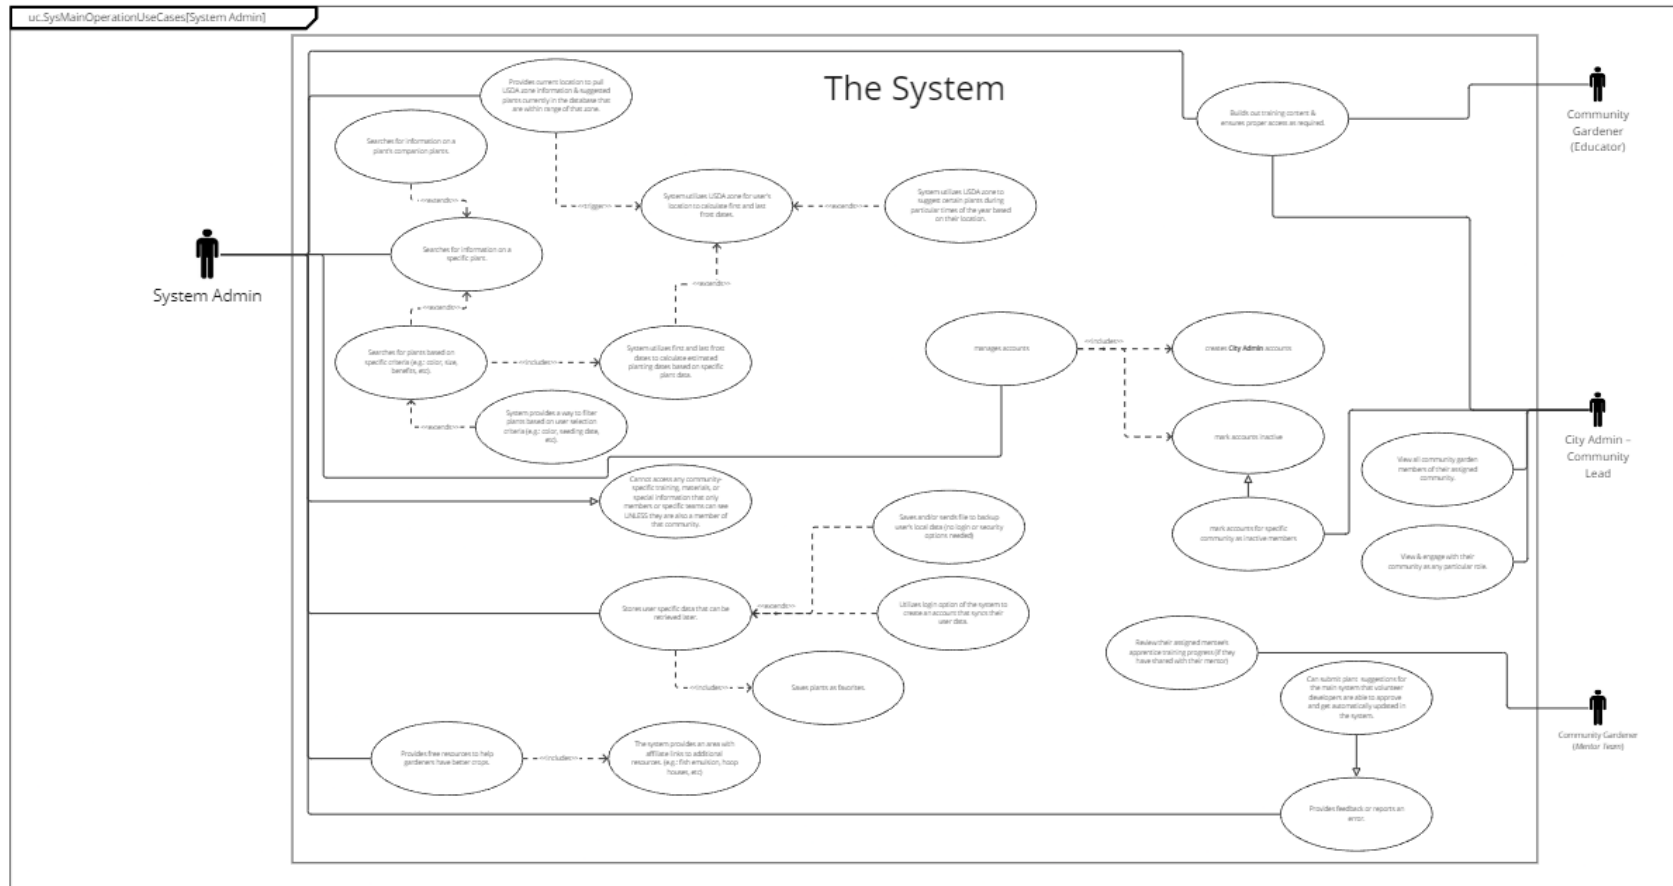 uc.SysMainOperationUseCases[System Admin]
The System
Provides current location to pull
USDA zone information & suggested
plants currently in the database that
are within range of that zone.
Searches for information on a
plant's companion plants.
<<extends>>
Searches for information on a
specific plant.
<<extends>>
Searches for plants based on
specific criteria (e.g.: color, size,
benefits, etc).
<<includes>>
System utilizes first and last frost
dates to calculate estimated
planting dates based on specific
plant data.
<<extends>>
System provides a way to filter
plants based on user selection
criteria (e.g.: color, seeding date,
etc).
<<trigger>>
System utilizes USDA zone for user's
location to calculate first and last
frost dates.
<<extends>>
System utilizes USDA zone to
suggest certain plants during
particular times of the year based
on their location.
<<extends>>
Builds out training content &
ensures proper access as required.
Community
Gardener
(Educator)
System Admin
manages accounts
<<includes>>
creates City Admin accounts
mark accounts inactive
mark accounts for specific
community as inactive members
View all community garden
members of their assigned
community.
View & engage with their
community as any particular role.
City Admin –
Community
Lead
Cannot access any community-
specific training, materials, or
special information that only
members or specific teams can see
UNLESS they are also a member of
that community.
Saves and/or sends file to backup
user's local data (no login or security
options needed)
Stores user specific data that can be
retrieved later.
<<extends>>
Utilizes login option of the system to
create an account that syncs their
user data.
<<includes>>
Saves plants as favorites.
Review their assigned mentee's
apprentice training progress (if they
have shared with their mentor)
Can submit plant suggestions for
the main system that volunteer
developers are able to approve
and get automatically updated in
the system.
Community Gardener
(Mentor Team)
Provides free resources to help
gardeners have better crops.
<<includes>>
The system provides an area with
affiliate links to additional
resources. (e.g.: fish emulsion, hoop
houses, etc)
Provides feedback or reports an
error.